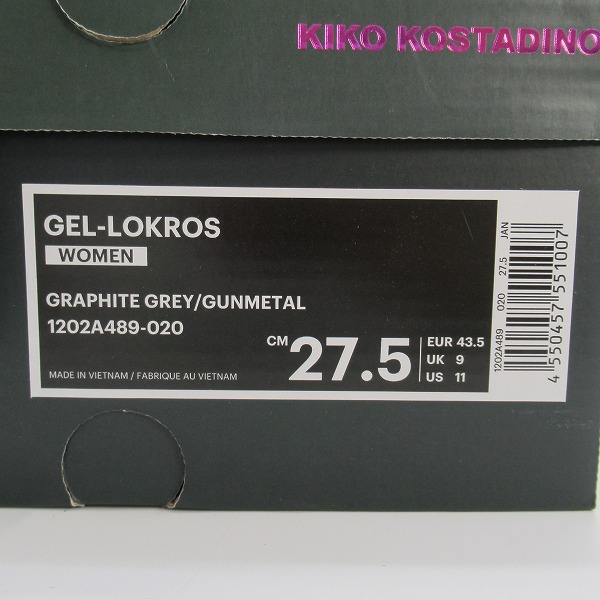 KIKO KOSTADINO
GEL-LOKROS
WOMEN
GRAPHITE GREY/GUNMETAL
1202A489-020
CM 27.5
EUR 43.5
UK 9
US 11
MADE IN VIETNAM / FABRIQUE AU VIETNAM
1202A489 020 27.5 JAN
4 550457 551007